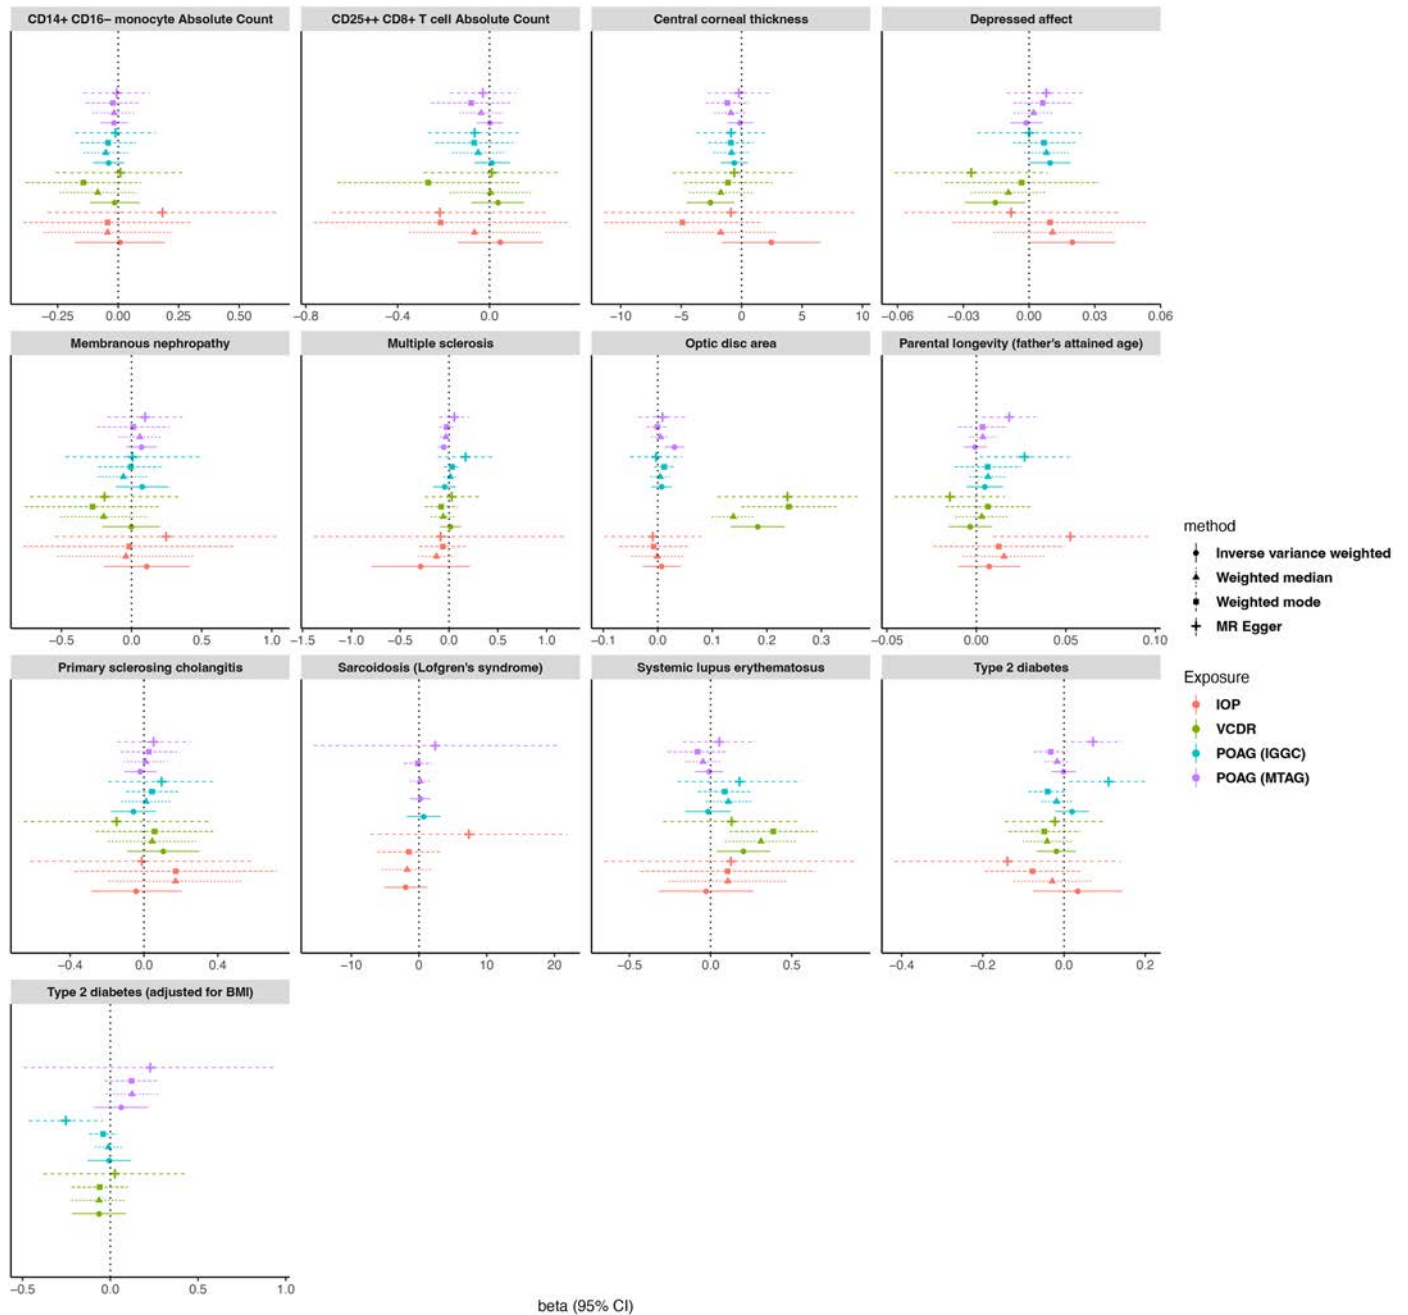 CD14+ CD16− monocyte Absolute Count
CD25++ CD8+ T cell Absolute Count
Central corneal thickness
Depressed affect
−0.25 0.00 0.25 0.50
−0.8 −0.4 0.0
−10 −5 0 5 10
−0.06 −0.03 0.00 0.03 0.06
Membranous nephropathy
Multiple sclerosis
Optic disc area
Parental longevity (father's attained age)
−0.5 0.0 0.5 1.0
−1.5 −1.0 −0.5 0.0 0.5 1.0
−0.1 0.0 0.1 0.2 0.3
−0.05 0.00 0.05 0.10
method
Inverse variance weighted
Weighted median
Weighted mode
MR Egger
Exposure
IOP
VCDR
POAG (IGGC)
POAG (MTAG)
Primary sclerosing cholangitis
Sarcoidosis (Lofgren's syndrome)
Systemic lupus erythematosus
Type 2 diabetes
−0.4 0.0 0.4
−10 0 10 20
−0.5 0.0 0.5
−0.4 −0.2 0.0 0.2
Type 2 diabetes (adjusted for BMI)
−0.5 0.0 0.5 1.0
beta (95% CI)